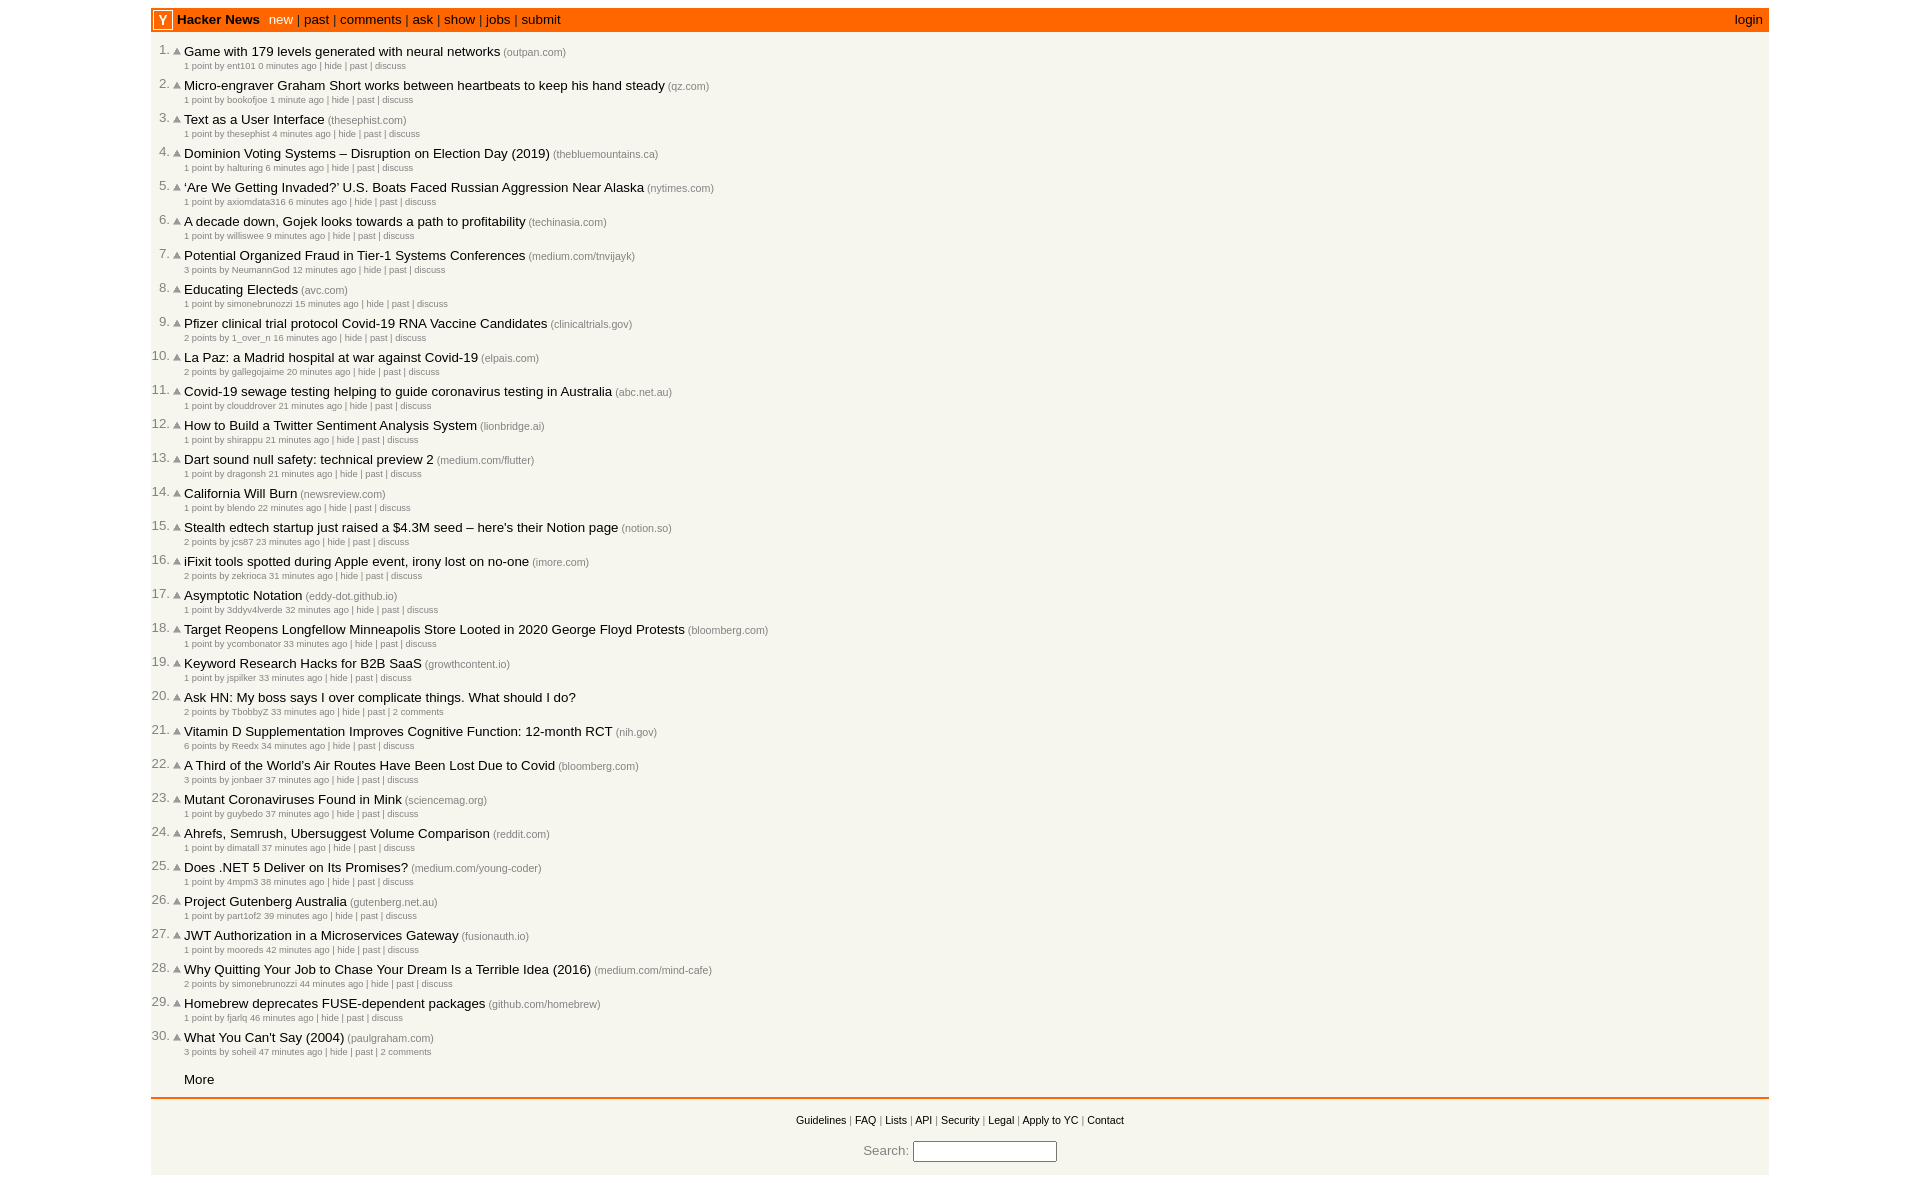 Y Hacker News new | past | comments | ask | show | jobs | submit login
1. Game with 179 levels generated with neural networks (outpan.com)
1 point by ent101 0 minutes ago | hide | past | discuss
2. Micro-engraver Graham Short works between heartbeats to keep his hand steady (qz.com)
1 point by bookofjoe 1 minute ago | hide | past | discuss
3. Text as a User Interface (thesephist.com)
1 point by thesephist 4 minutes ago | hide | past | discuss
4. Dominion Voting Systems – Disruption on Election Day (2019) (thebluemountains.ca)
1 point by halturing 6 minutes ago | hide | past | discuss
5. ‘Are We Getting Invaded?’ U.S. Boats Faced Russian Aggression Near Alaska (nytimes.com)
1 point by axiomdata316 6 minutes ago | hide | past | discuss
6. A decade down, Gojek looks towards a path to profitability (techinasia.com)
1 point by williswee 9 minutes ago | hide | past | discuss
7. Potential Organized Fraud in Tier-1 Systems Conferences (medium.com/tnvijayk)
3 points by NeumannGod 12 minutes ago | hide | past | discuss
8. Educating Electeds (avc.com)
1 point by simonebrunozzi 15 minutes ago | hide | past | discuss
9. Pfizer clinical trial protocol Covid-19 RNA Vaccine Candidates (clinicaltrials.gov)
2 points by 1_over_n 16 minutes ago | hide | past | discuss
10. La Paz: a Madrid hospital at war against Covid-19 (elpais.com)
2 points by gallegojaime 20 minutes ago | hide | past | discuss
11. Covid-19 sewage testing helping to guide coronavirus testing in Australia (abc.net.au)
1 point by clouddrover 21 minutes ago | hide | past | discuss
12. How to Build a Twitter Sentiment Analysis System (lionbridge.ai)
1 point by shirappu 21 minutes ago | hide | past | discuss
13. Dart sound null safety: technical preview 2 (medium.com/flutter)
1 point by dragonsh 21 minutes ago | hide | past | discuss
14. California Will Burn (newsreview.com)
1 point by blendo 22 minutes ago | hide | past | discuss
15. Stealth edtech startup just raised a $4.3M seed – here's their Notion page (notion.so)
2 points by jcs87 23 minutes ago | hide | past | discuss
16. iFixit tools spotted during Apple event, irony lost on no-one (imore.com)
2 points by zekrioca 31 minutes ago | hide | past | discuss
17. Asymptotic Notation (eddy-dot.github.io)
1 point by 3ddyv4lverde 32 minutes ago | hide | past | discuss
18. Target Reopens Longfellow Minneapolis Store Looted in 2020 George Floyd Protests (bloomberg.com)
1 point by ycombonator 33 minutes ago | hide | past | discuss
19. Keyword Research Hacks for B2B SaaS (growthcontent.io)
1 point by jspilker 33 minutes ago | hide | past | discuss
20. Ask HN: My boss says I over complicate things. What should I do?
2 points by TbobbyZ 33 minutes ago | hide | past | 2 comments
21. Vitamin D Supplementation Improves Cognitive Function: 12-month RCT (nih.gov)
6 points by Reedx 34 minutes ago | hide | past | discuss
22. A Third of the World’s Air Routes Have Been Lost Due to Covid (bloomberg.com)
3 points by jonbaer 37 minutes ago | hide | past | discuss
23. Mutant Coronaviruses Found in Mink (sciencemag.org)
1 point by guybedo 37 minutes ago | hide | past | discuss
24. Ahrefs, Semrush, Ubersuggest Volume Comparison (reddit.com)
1 point by dimatall 37 minutes ago | hide | past | discuss
25. Does .NET 5 Deliver on Its Promises? (medium.com/young-coder)
1 point by 4mpm3 38 minutes ago | hide | past | discuss
26. Project Gutenberg Australia (gutenberg.net.au)
1 point by part1of2 39 minutes ago | hide | past | discuss
27. JWT Authorization in a Microservices Gateway (fusionauth.io)
1 point by mooreds 42 minutes ago | hide | past | discuss
28. Why Quitting Your Job to Chase Your Dream Is a Terrible Idea (2016) (medium.com/mind-cafe)
2 points by simonebrunozzi 44 minutes ago | hide | past | discuss
29. Homebrew deprecates FUSE-dependent packages (github.com/homebrew)
1 point by fjarlq 46 minutes ago | hide | past | discuss
30. What You Can't Say (2004) (paulgraham.com)
3 points by soheil 47 minutes ago | hide | past | 2 comments
More
Guidelines | FAQ | Lists | API | Security | Legal | Apply to YC | Contact
Search: